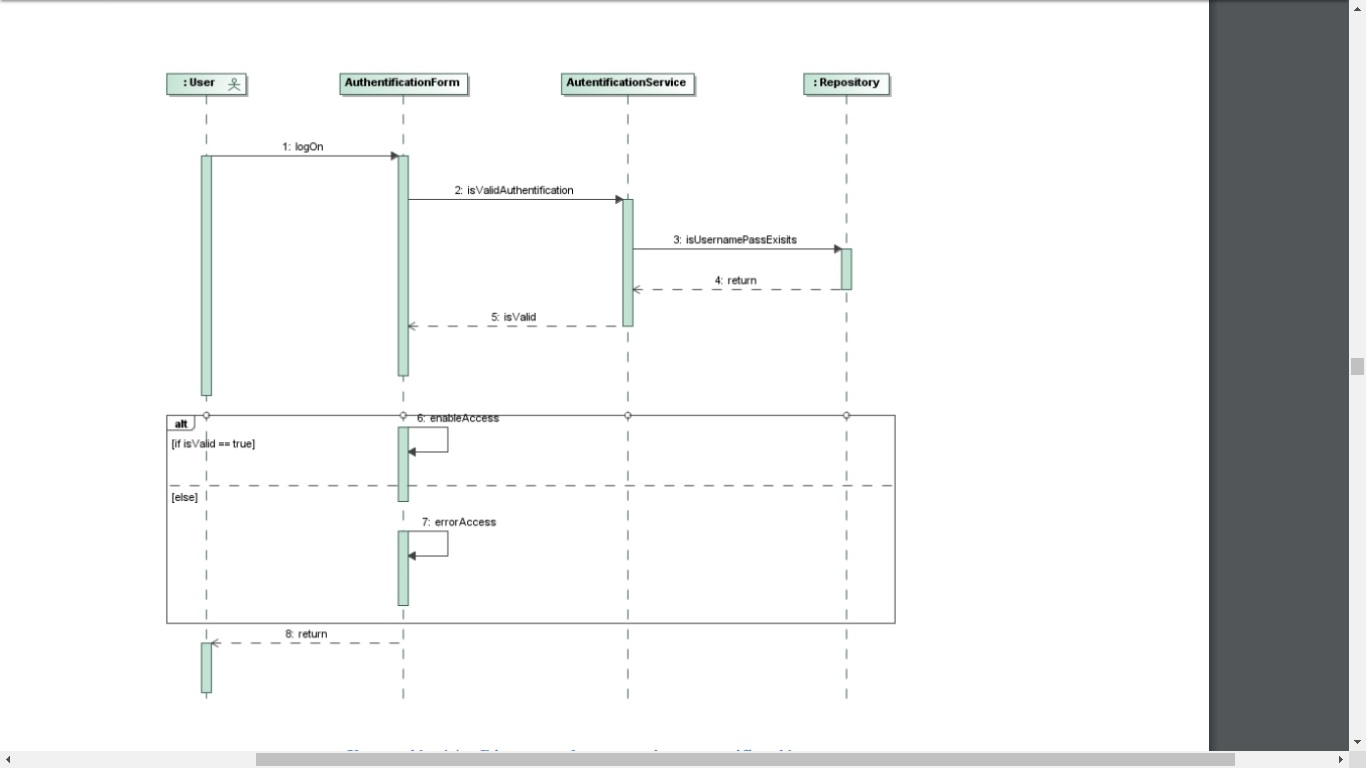 : User
AuthentificationForm
AutentificationService
: Repository
1: logOn
2: isValidAuthentification
3: isUsernamePassExisits
4: return
5: isValid
alt
6: enableAccess
[if isValid == true]
[else]
7: errorAccess
8: return